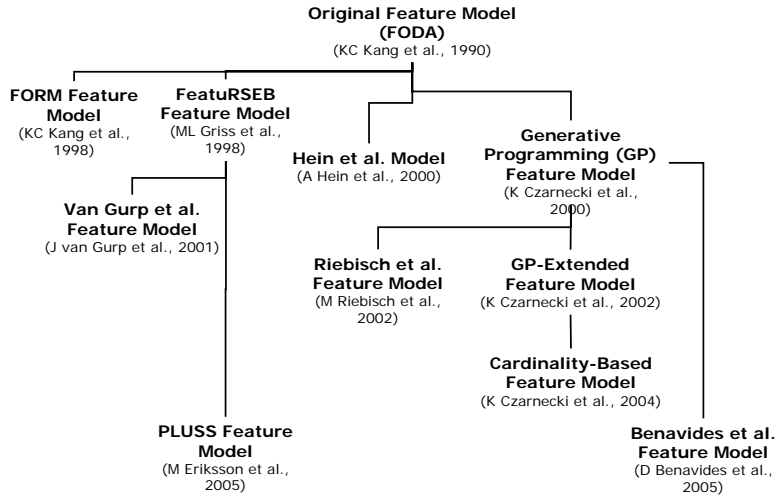 Original Feature Model
(FODA)
(KC Kang et al., 1990)
FORM Feature
Model
(KC Kang et al.,
1998)
FeatuRSEB
Feature Model
(ML Griss et al.,
1998)
Hein et al. Model
(A Hein et al., 2000)
Generative
Programming (GP)
Feature Model
(K Czarnecki et al.,
2000)
Van Gurp et al.
Feature Model
(J van Gurp et al., 2001)
Riebisch et al.
Feature Model
(M Riebisch et al.,
2002)
GP-Extended
Feature Model
(K Czarnecki et al., 2002)
Cardinality-Based
Feature Model
(K Czarnecki et al., 2004)
PLUSS Feature
Model
(M Eriksson et al.,
2005)
Benavides et al.
Feature Model
(D Benavides et al.,
2005)